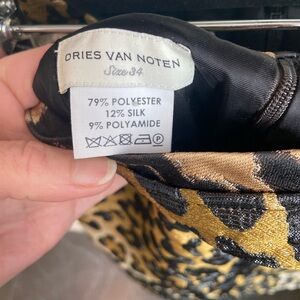 DRIES VAN NOTEN
Size 34
79% POLYESTER
12% SILK
9% POLYAMIDE